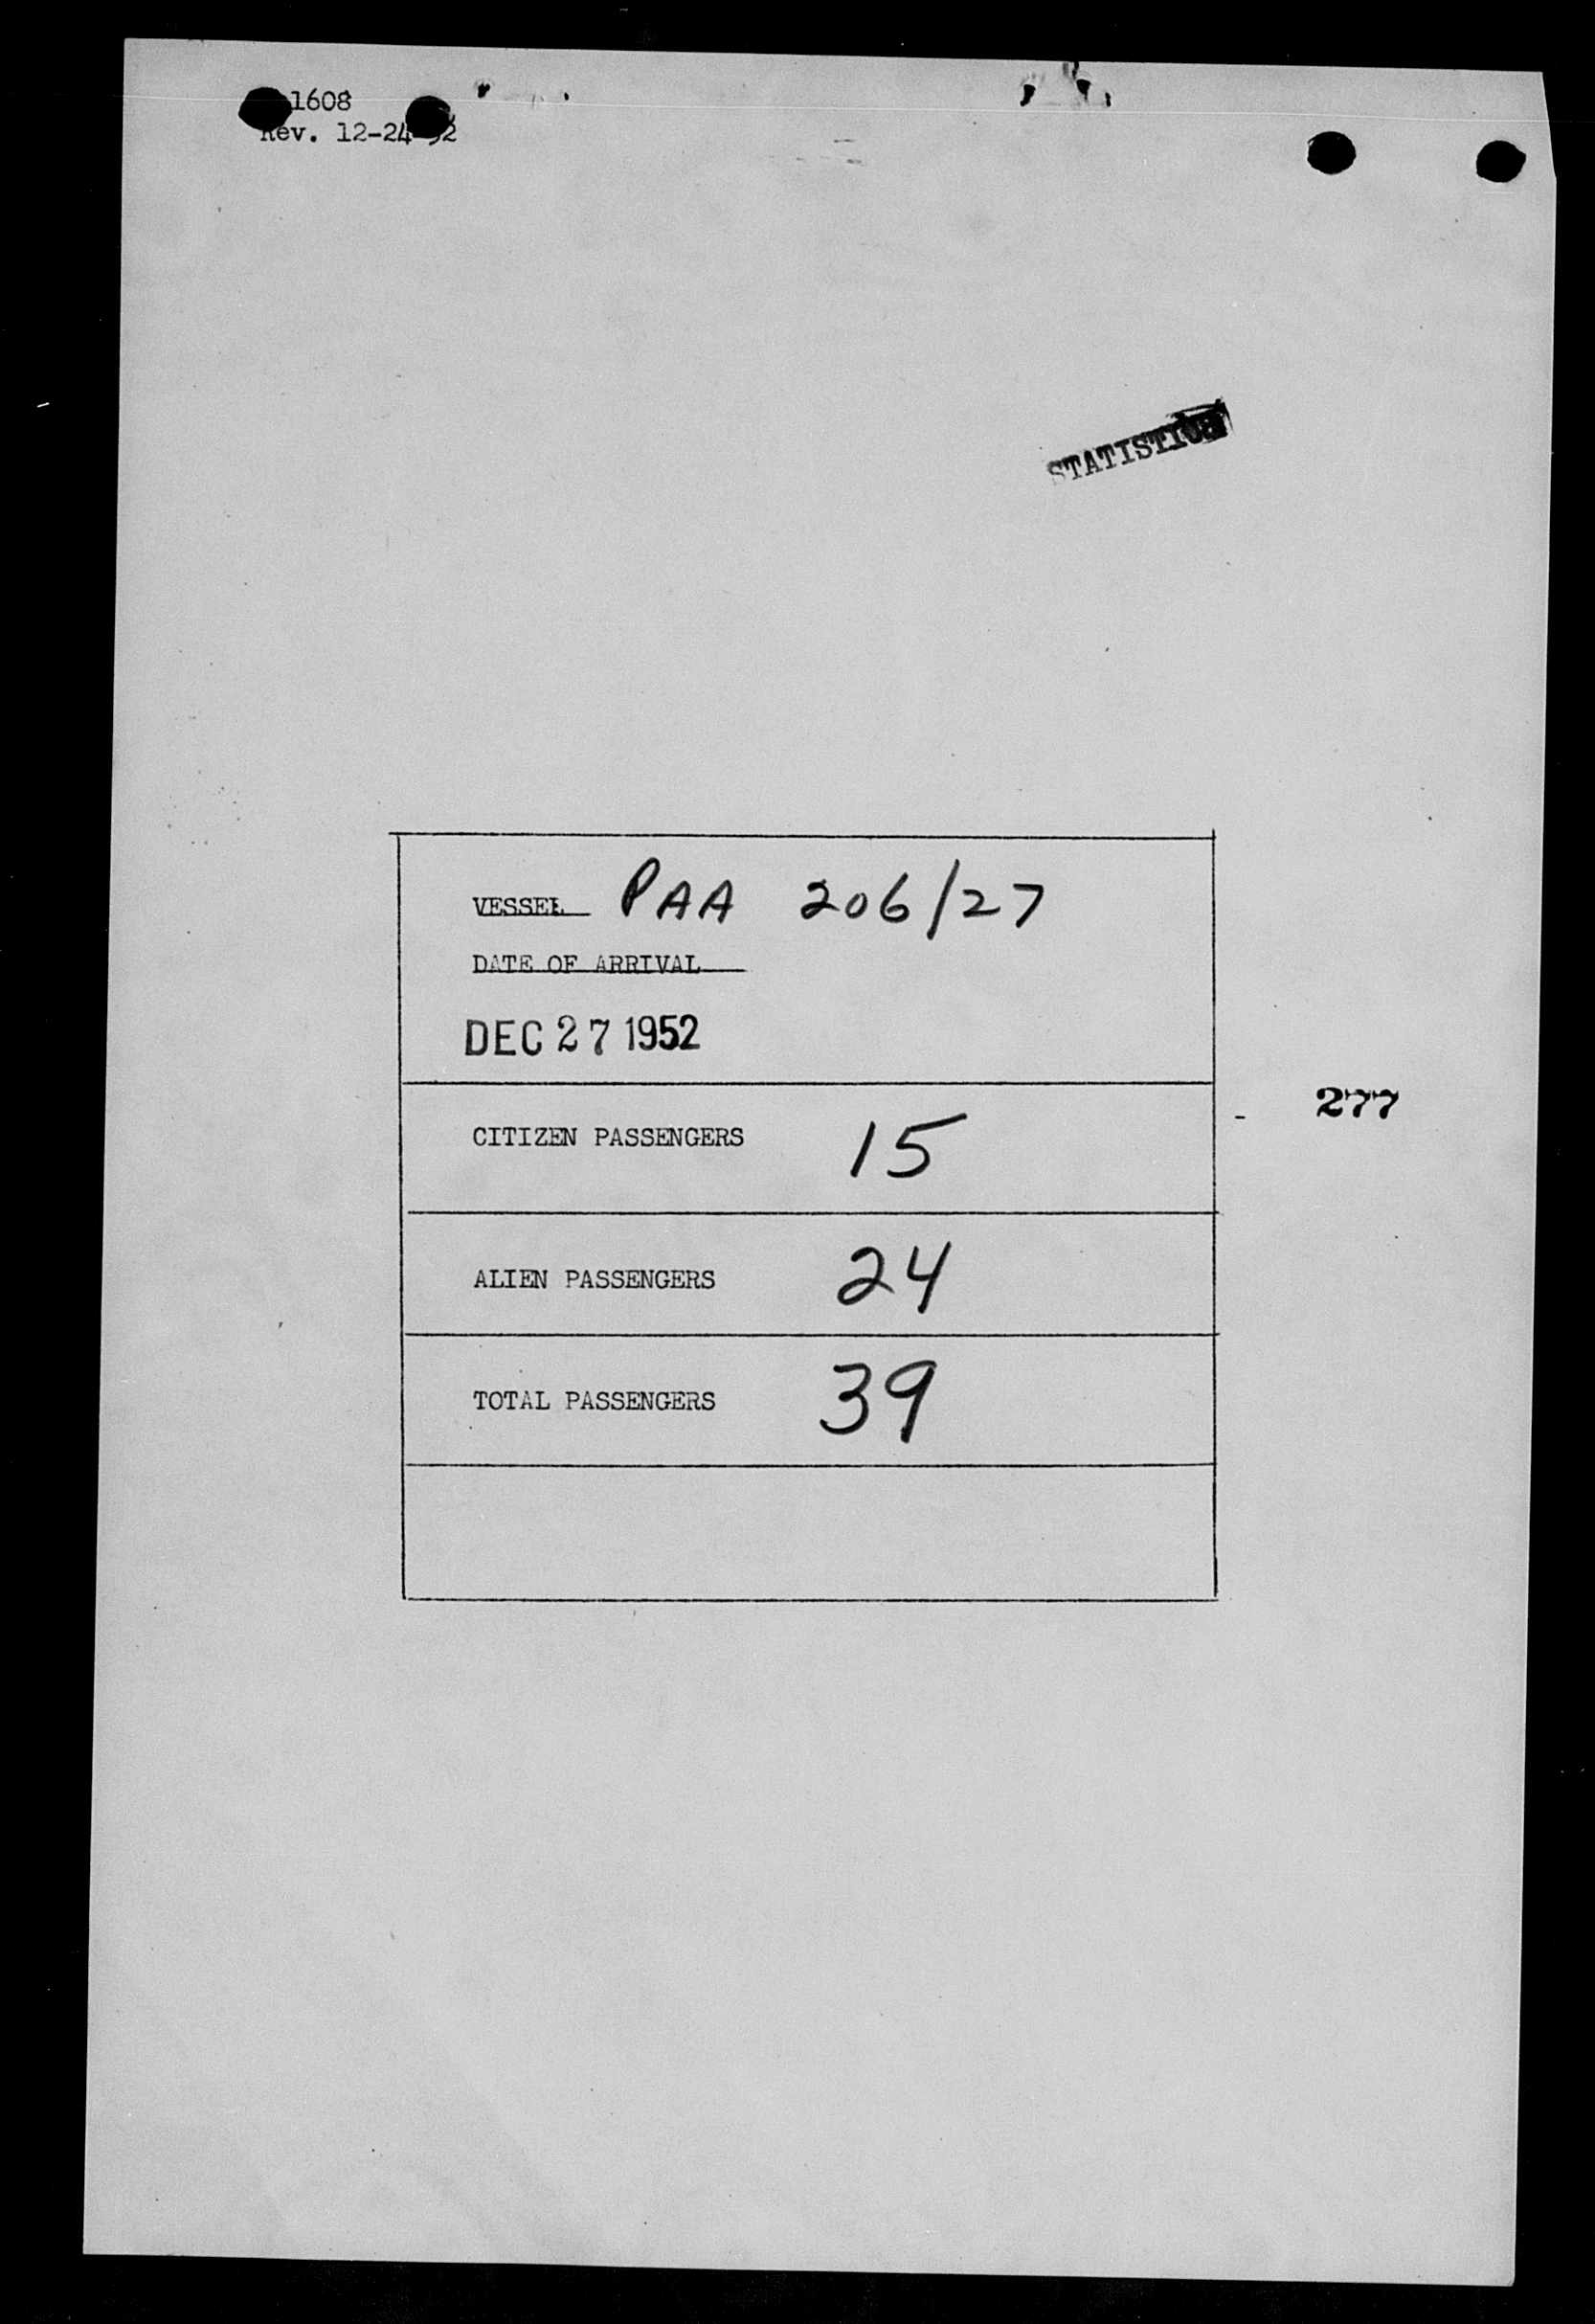 1608
Rev. 12-24-52
STATISTICS
VESSEL PAA 206/27
DATE OF ARRIVAL
DEC 27 1952
277
CITIZEN PASSENGERS 15
ALIEN PASSENGERS 24
TOTAL PASSENGERS 39